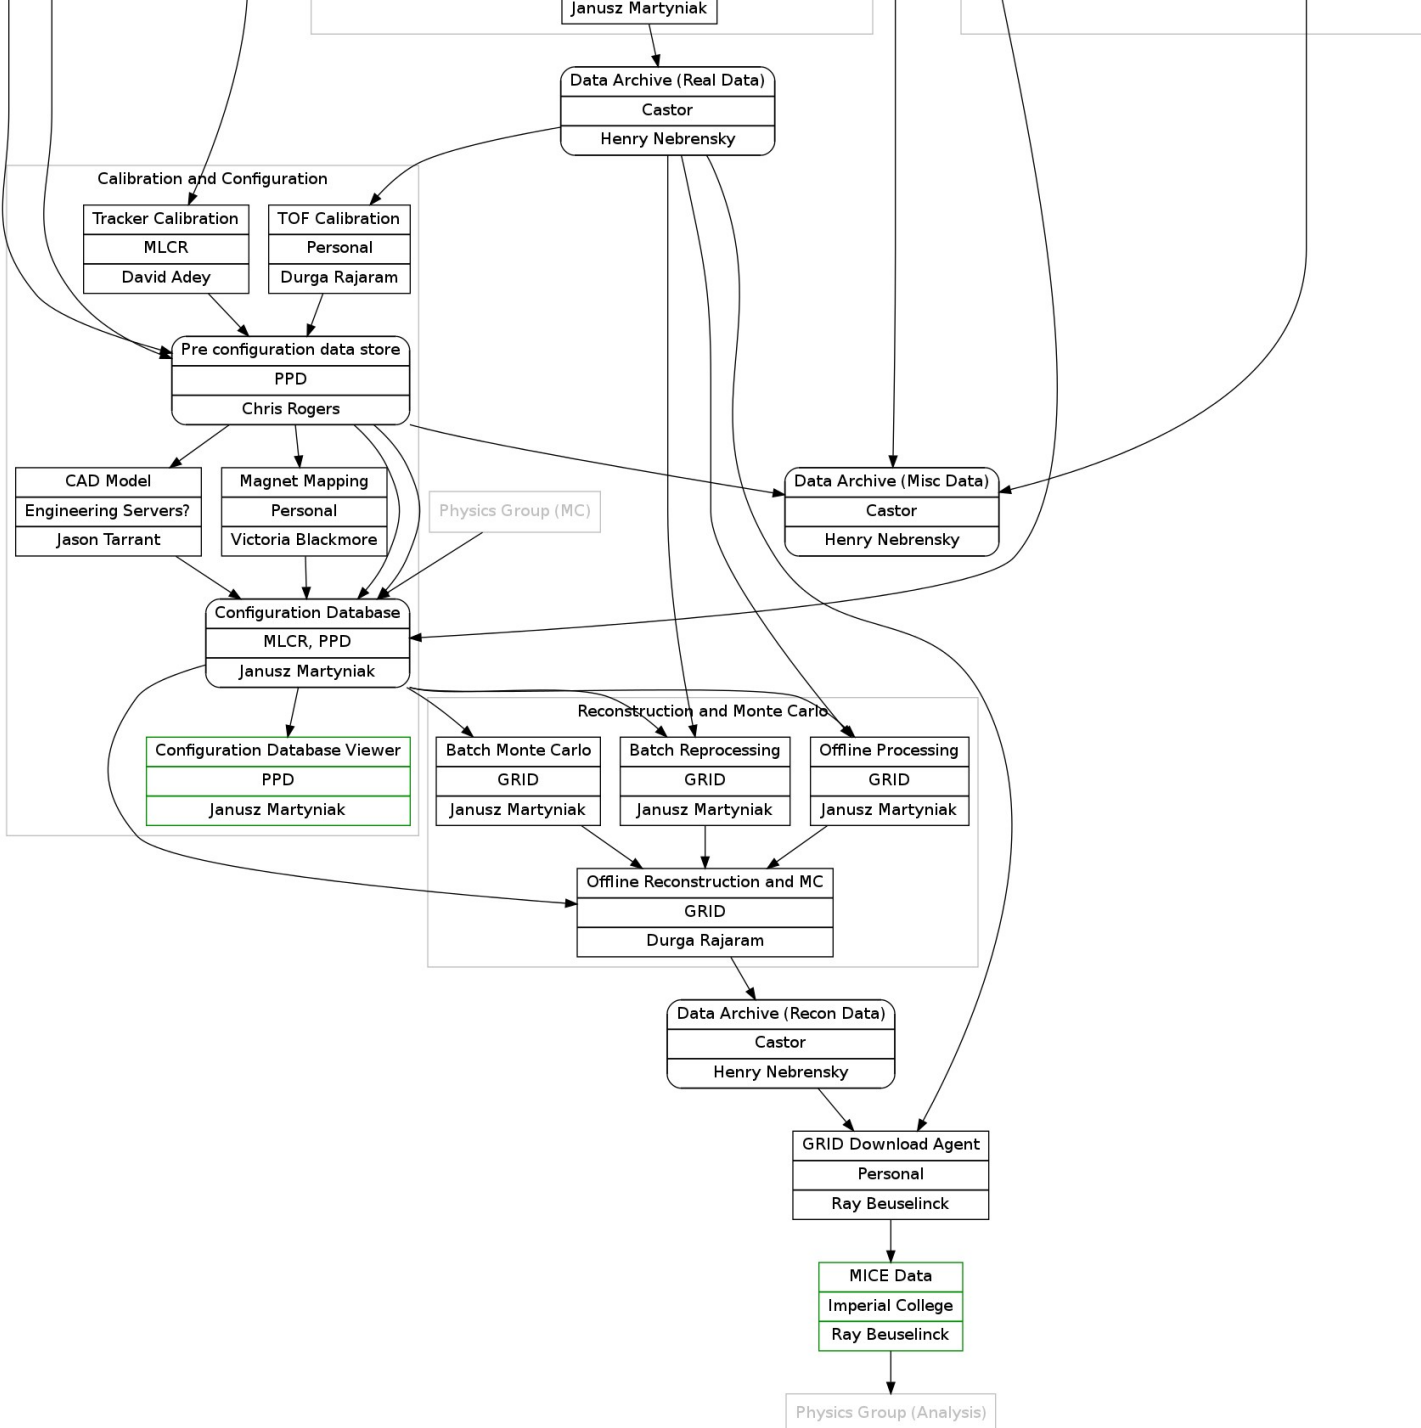 Janusz Martyniak
Data Archive (Real Data)
Castor
Henry Nebrensky
Calibration and Configuration
Tracker Calibration
MLCR
David Adey
TOF Calibration
Personal
Durga Rajaram
Pre configuration data store
PPD
Chris Rogers
CAD Model
Engineering Servers?
Jason Tarrant
Magnet Mapping
Personal
Victoria Blackmore
Physics Group (MC)
Data Archive (Misc Data)
Castor
Henry Nebrensky
Configuration Database
MLCR, PPD
Janusz Martyniak
Configuration Database Viewer
PPD
Janusz Martyniak
Reconstruction and Monte Carlo
Batch Monte Carlo
GRID
Janusz Martyniak
Batch Reprocessing
GRID
Janusz Martyniak
Offline Processing
GRID
Janusz Martyniak
Offline Reconstruction and MC
GRID
Durga Rajaram
Data Archive (Recon Data)
Castor
Henry Nebrensky
GRID Download Agent
Personal
Ray Beuselinck
MICE Data
Imperial College
Ray Beuselinck
Physics Group (Analysis)